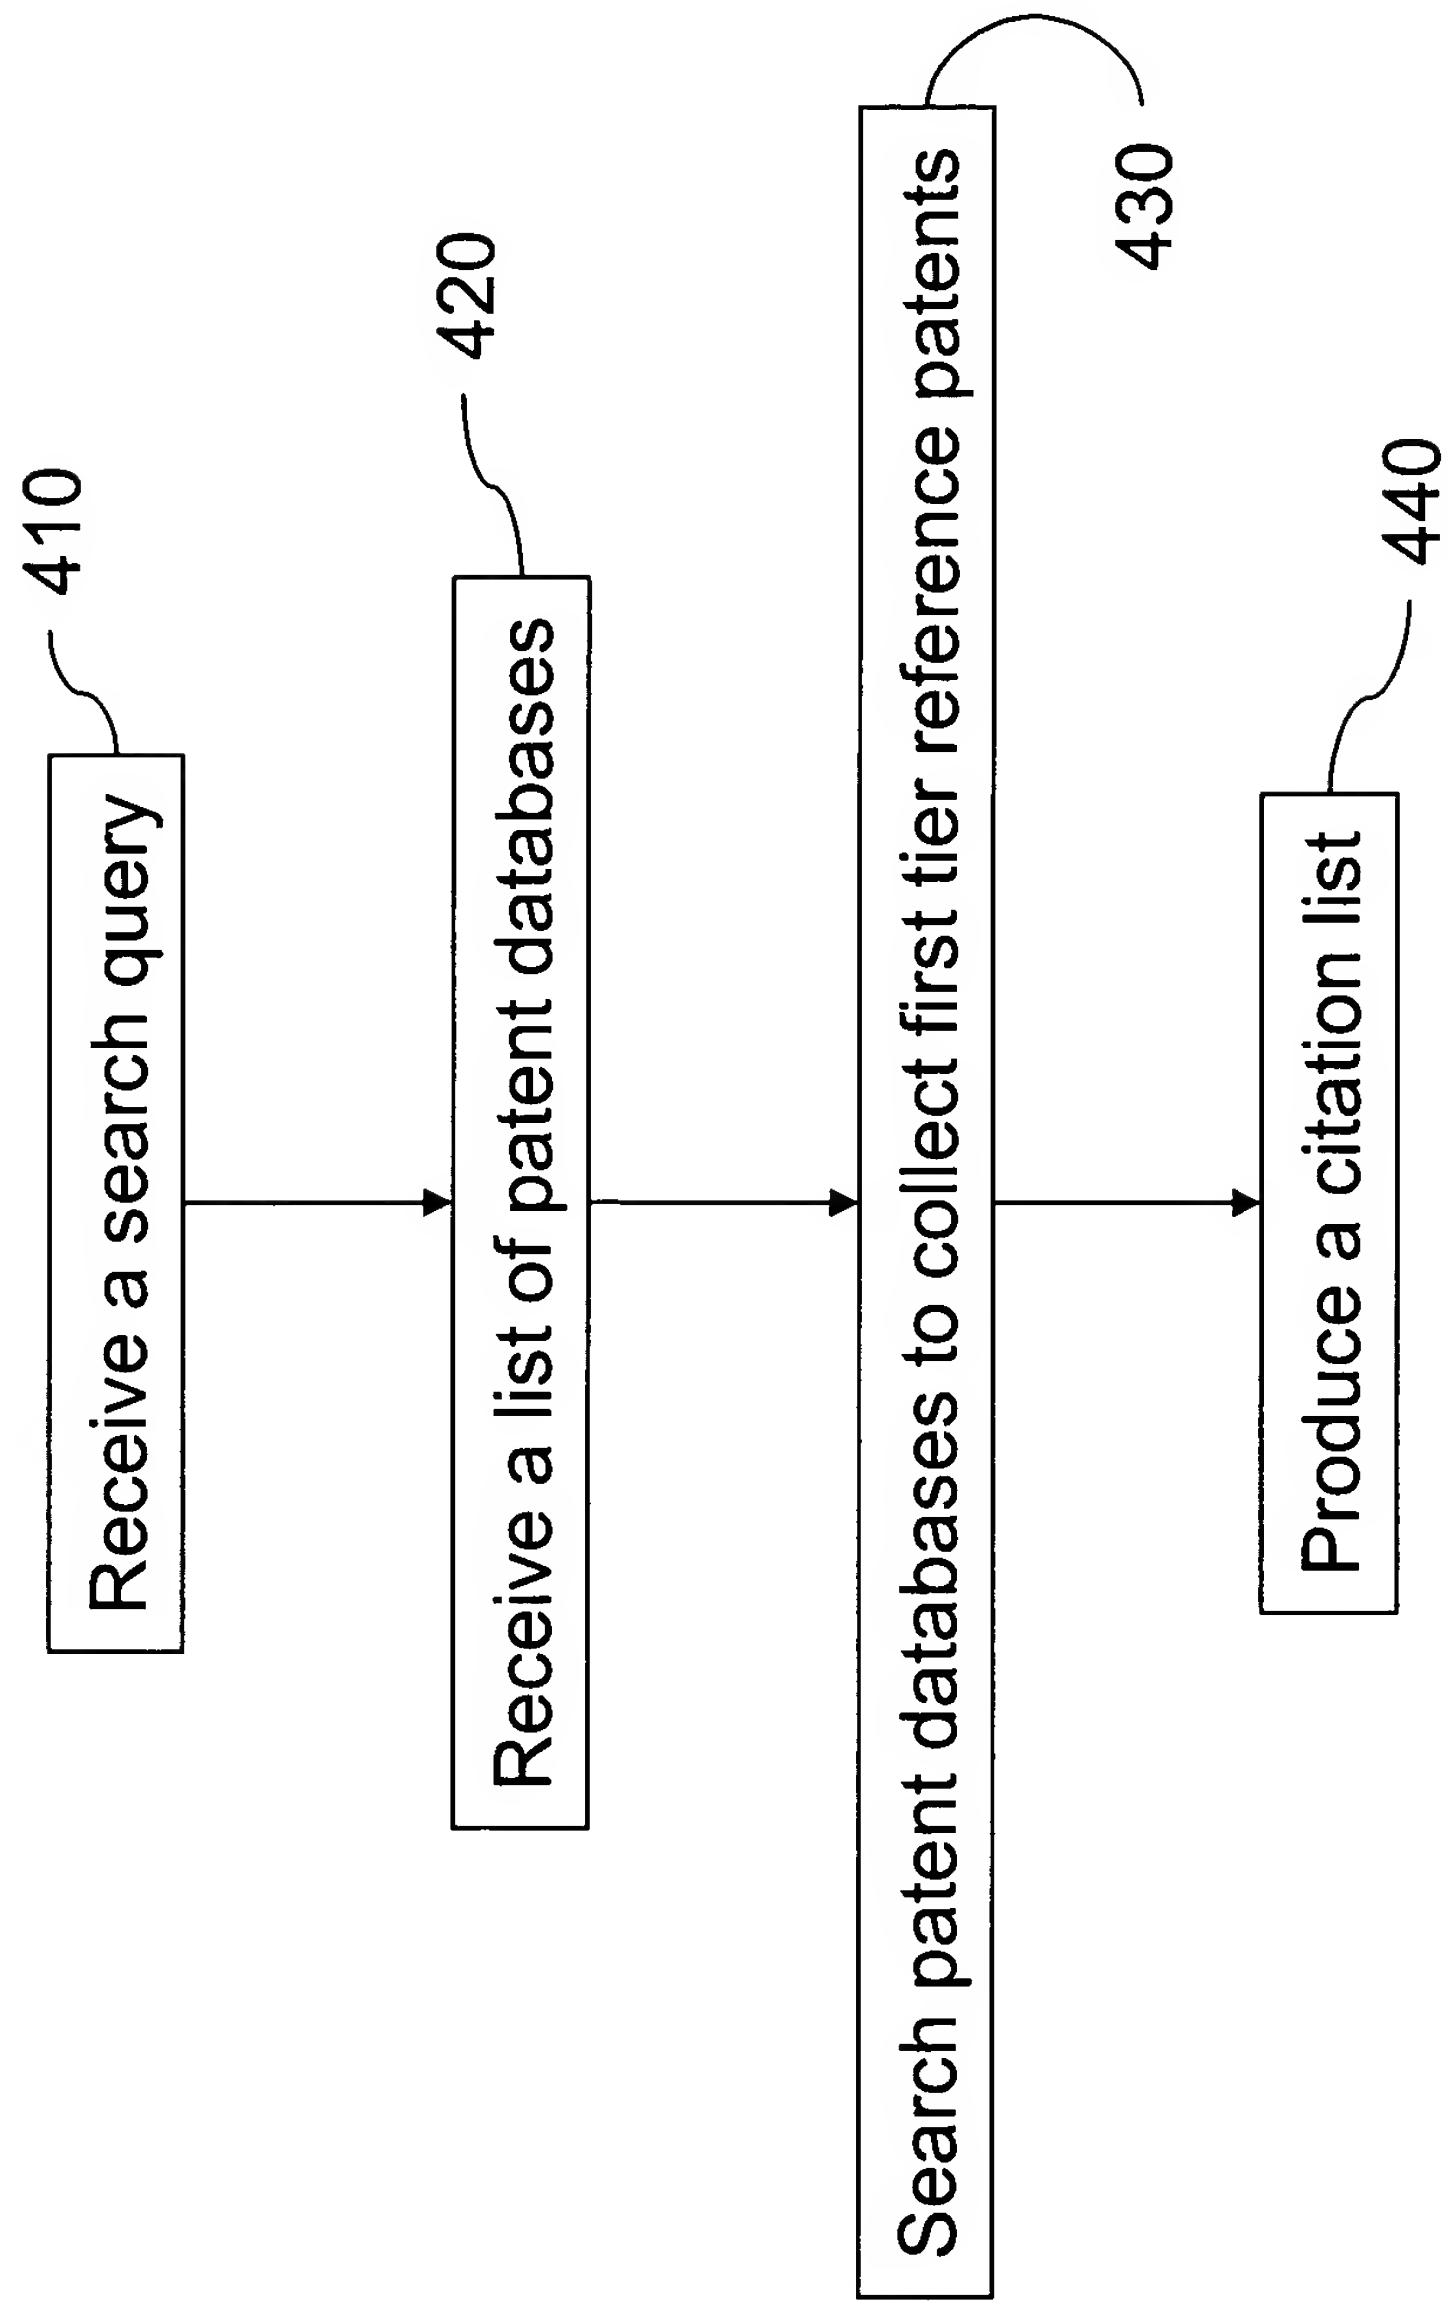 410
Receive a search query
420
Receive a list of patent databases
Search patent databases to collect first tier reference patents
430
440
Produce a citation list